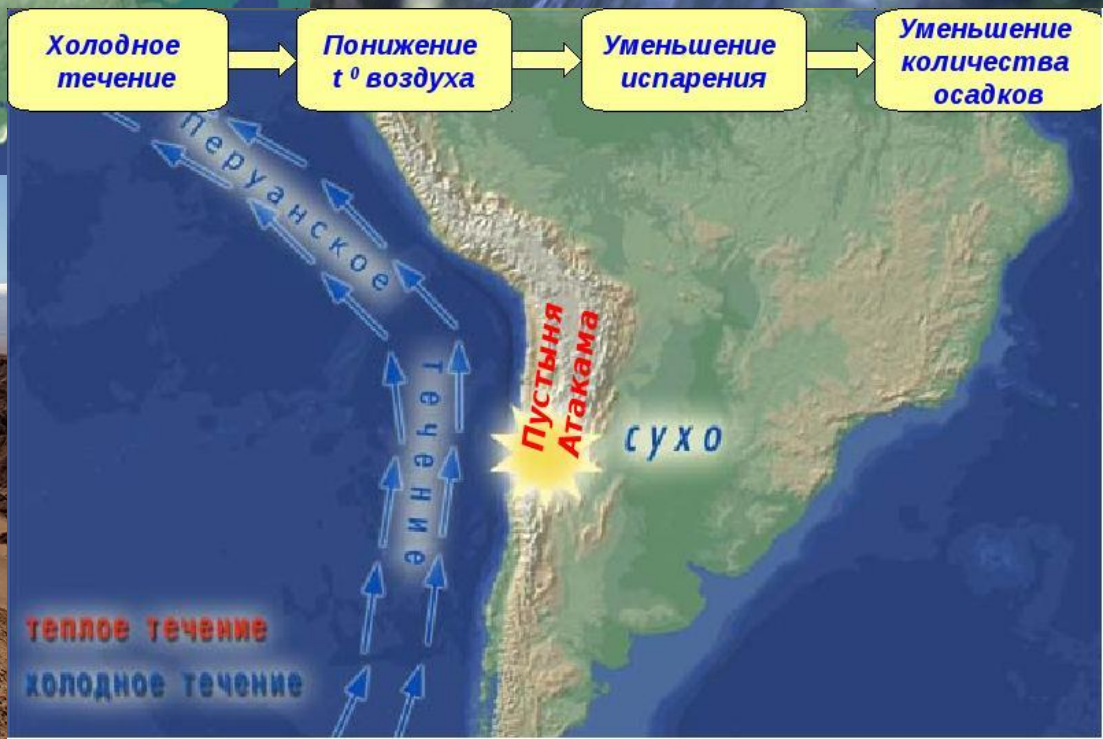 Холодное
течение
Понижение
t ⁰ воздуха
Уменьшение
испарения
Уменьшение
количества
осадков
Перуанское
течение
Пустыня
Атакама
сухо
теплое течение
холодное течение